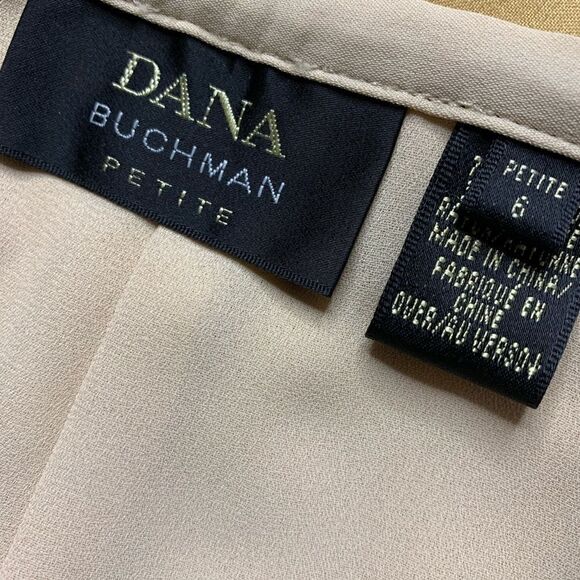 DANA
BUCHMAN
PETITE
PETITE
6
MADE IN CHINA/
FABRIQUE EN
CHINE
OVER/AU VERSO